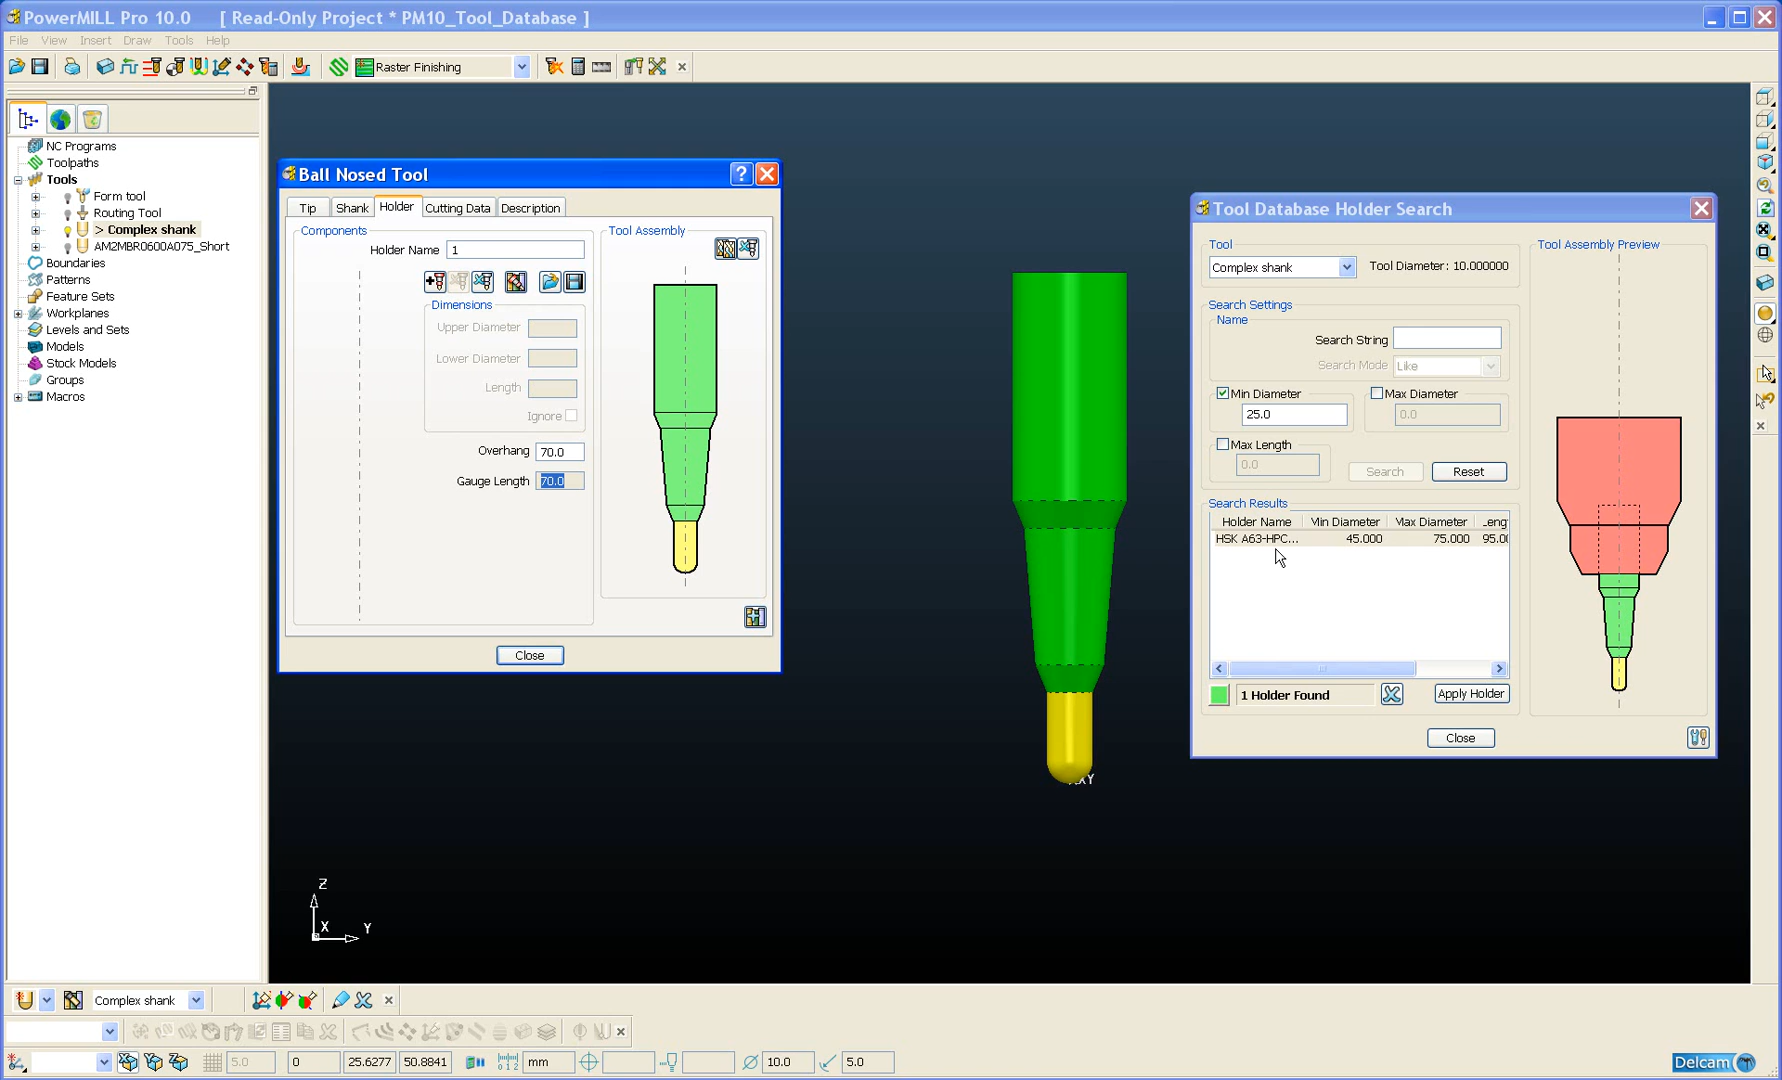 PowerMILL Pro 10.0 [ Read-Only Project * PM10_Tool_Database ]
File View Insert Draw Tools Help
Raster Finishing
NC Programs
Toolpaths
Tools
Form tool
Routing Tool
> Complex shank
AM2MBR0600A075_Short
Boundaries
Patterns
Feature Sets
Workplanes
Levels and Sets
Models
Stock Models
Groups
Macros
Ball Nosed Tool
Tip Shank Holder Cutting Data Description
Components
Holder Name 1
Dimensions
Upper Diameter
Lower Diameter
Length
Ignore
Overhang 70.0
Gauge Length 70.0
Tool Assembly
Close
Tool Database Holder Search
Tool
Complex shank Tool Diameter: 10.000000
Search Settings
Name
Search String
Search Mode Like
Min Diameter Max Diameter
25.0 0.0
Max Length
0.0 Search Reset
Search Results
Holder Name Min Diameter Max Diameter
HSK A63-HPC... 45.000 75.000 95.0
1 Holder Found Apply Holder
Close
Tool Assembly Preview
XY
Z
X Y
Complex shank
5.0 0 25.6277 50.8841 mm 10.0 5.0
Delcam